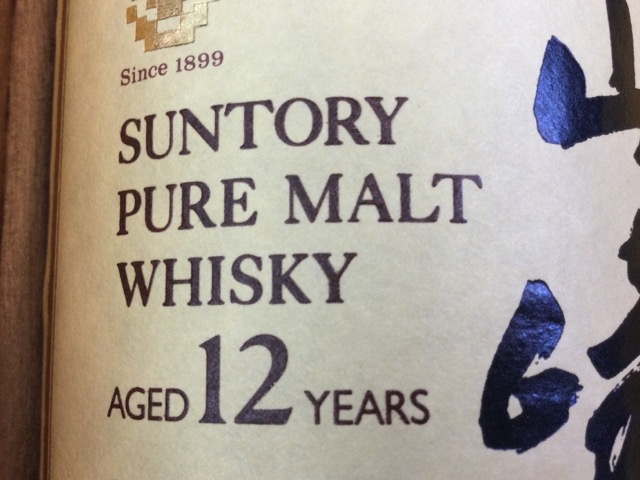 Since 1899
SUNTORY
PURE MALT
WHISKY
AGED 12 YEARS